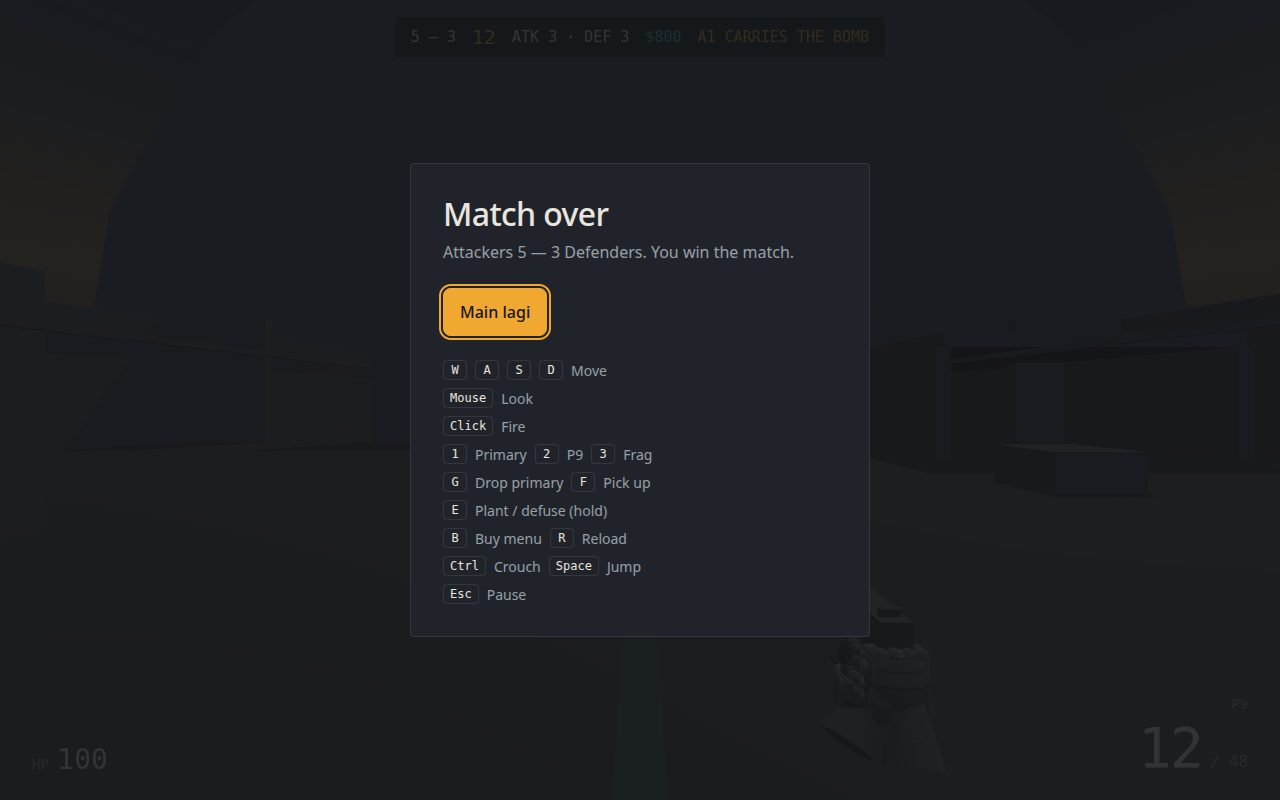 5 — 3 12 ATK 3 · DEF 3 $800 A1 CARRIES THE BOMB
Match over
Attackers 5 — 3 Defenders. You win the match.
Main lagi
W A S D Move
Mouse Look
Click Fire
1 Primary 2 P9 3 Frag
G Drop primary F Pick up
E Plant / defuse (hold)
B Buy menu R Reload
Ctrl Crouch Space Jump
Esc Pause
P9
HP 100
12 / 48